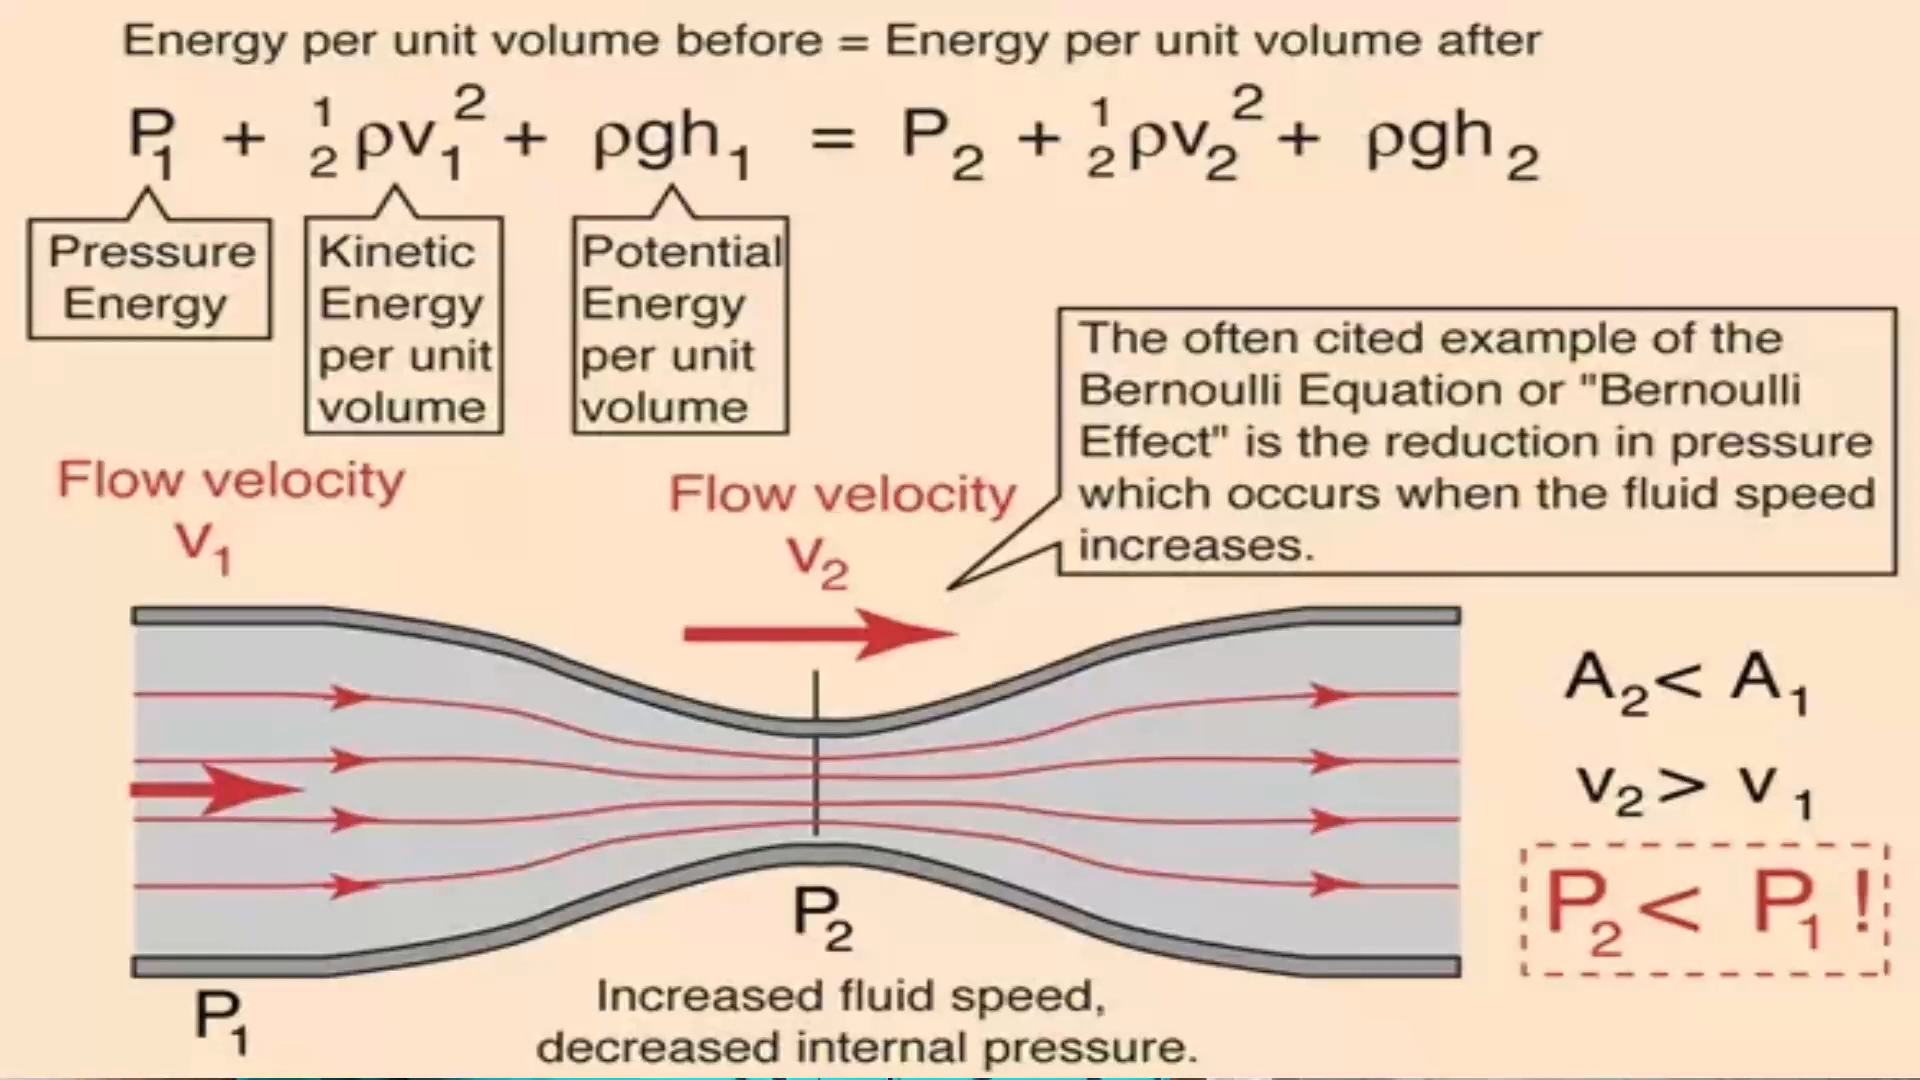 Energy per unit volume before = Energy per unit volume after
P₁ + ½ρv₁² + ρgh₁ = P₂ + ½ρv₂² + ρgh₂
Pressure
Energy
Kinetic
Energy
per unit
volume
Potential
Energy
per unit
volume
The often cited example of the
Bernoulli Equation or "Bernoulli
Effect" is the reduction in pressure
which occurs when the fluid speed
increases.
Flow velocity
v₁
Flow velocity
v₂
A₂ < A₁
v₂ > v₁
P₂ < P₁ !
P₂
P₁
Increased fluid speed,
decreased internal pressure.